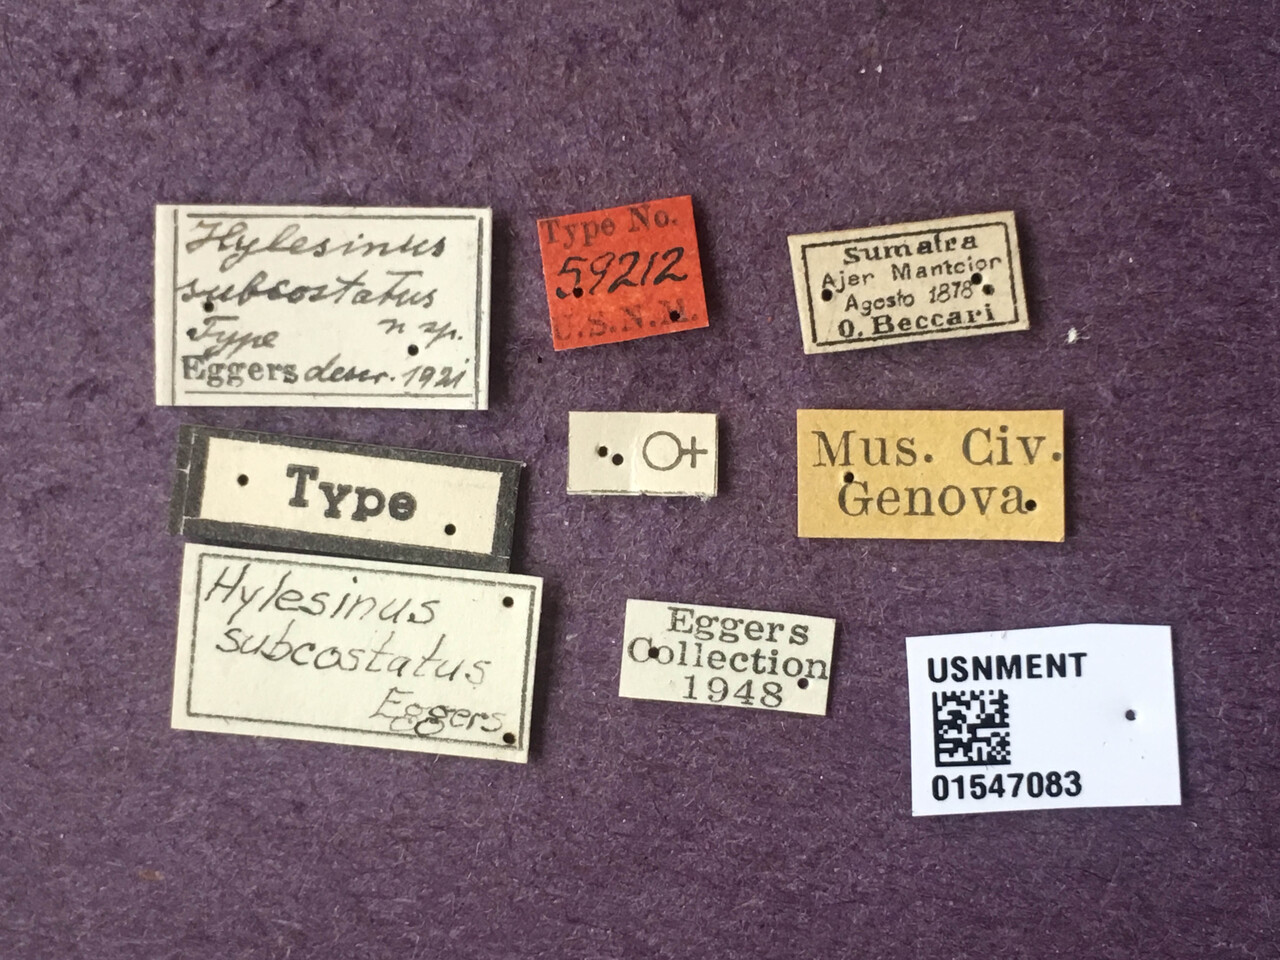 Hylesinus
subcostatus
Type n sp.
Eggers descr. 1921
Type No.
59212
U.S.N.M.
Sumatra
Ajer Mantcior
Agosto 1878
O. Beccari
Type
♀
Mus. Civ.
Genova
Hylesinus
subcostatus
Eggers
Eggers
Collection
1948
USNMENT
01547083